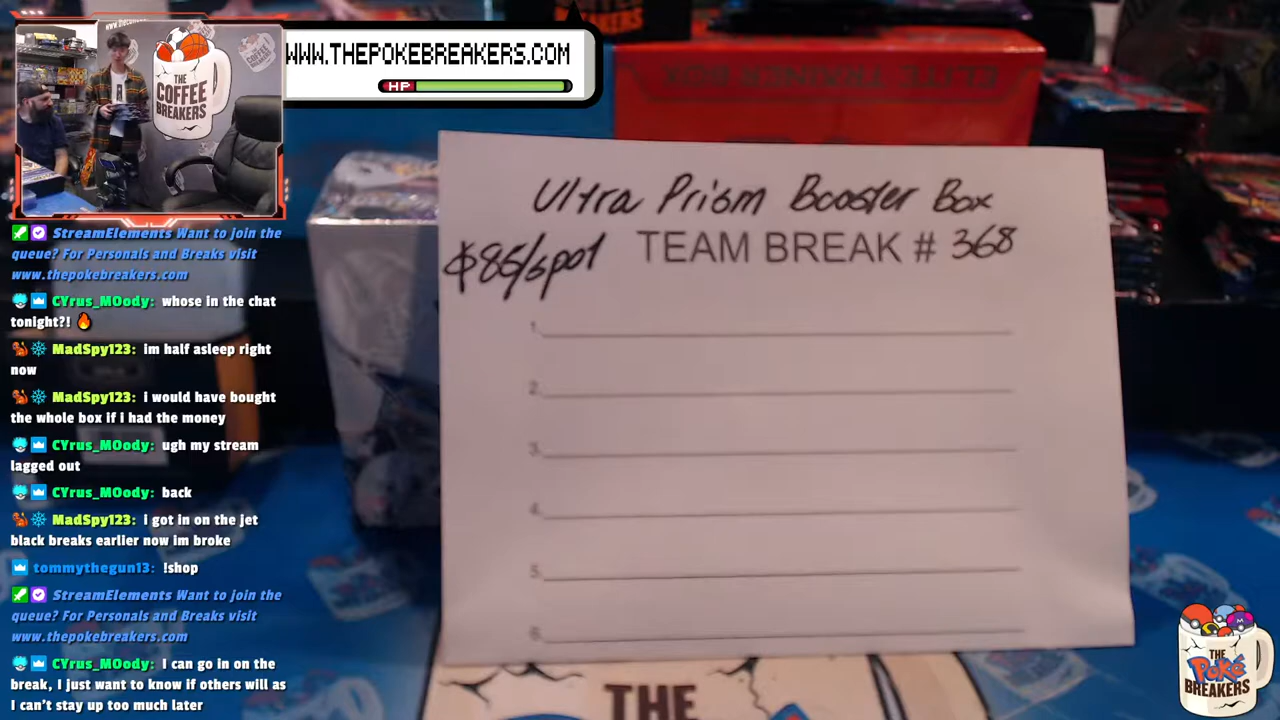 WWW.THEPOKEBREAKERS.COM
HP
THE
COFFEE
BREAKERS
ELITE TRAINER BOX
Ultra Prism Booster Box
$86/spot TEAM BREAK # 368
1.
2.
3.
4.
5.
6.
THE
StreamElements Want to join the
queue? For Personals and Breaks visit
www.thepokebreakers.com
CYrus_MOody: whose in the chat
tonight?! 🔥
MadSpy123: im half asleep right
now
MadSpy123: i would have bought
the whole box if i had the money
CYrus_MOody: ugh my stream
lagged out
CYrus_MOody: back
MadSpy123: I got in on the jet
black breaks earlier now im broke
tommythegun13: !shop
StreamElements Want to join the
queue? For Personals and Breaks visit
www.thepokebreakers.com
CYrus_MOody: I can go in on the
break, I just want to know if others will as
I can't stay up too much later
THE
Poké
BREAKERS